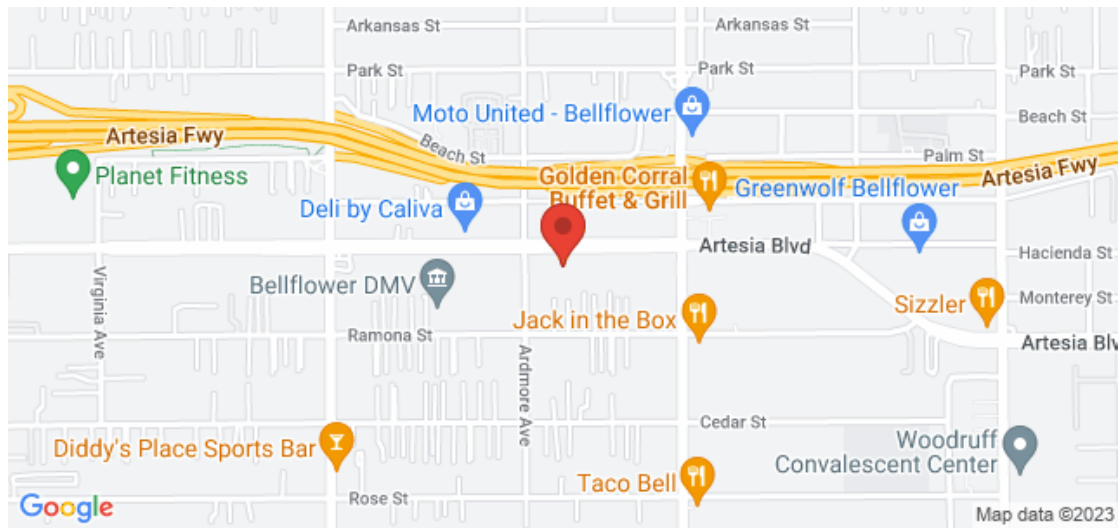 Arkansas St
Arkansas St
Park St
Park St
Park St
Moto United - Bellflower
Beach St
Artesia Fwy
Beach St
Palm St
Planet Fitness
Golden Corral
Buffet & Grill
Artesia Fwy
Greenwolf Bellflower
Deli by Caliva
Artesia Blvd
Hacienda St
Bellflower DMV
Virginia Ave
Monterey St
Sizzler
Jack in the Box
Ramona St
Artesia Blv
Ardmore Ave
Cedar St
Diddy's Place Sports Bar
Woodruff
Convalescent Center
Taco Bell
Rose St
Google
Map data ©2023